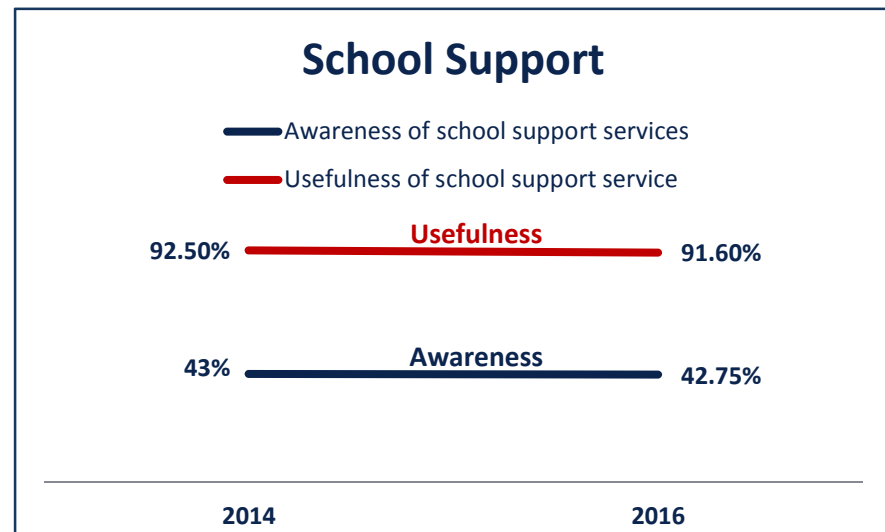 School Support
Awareness of school support services
Usefulness of school support service
Usefulness
92.50%
91.60%
Awareness
43%
42.75%
2014
2016